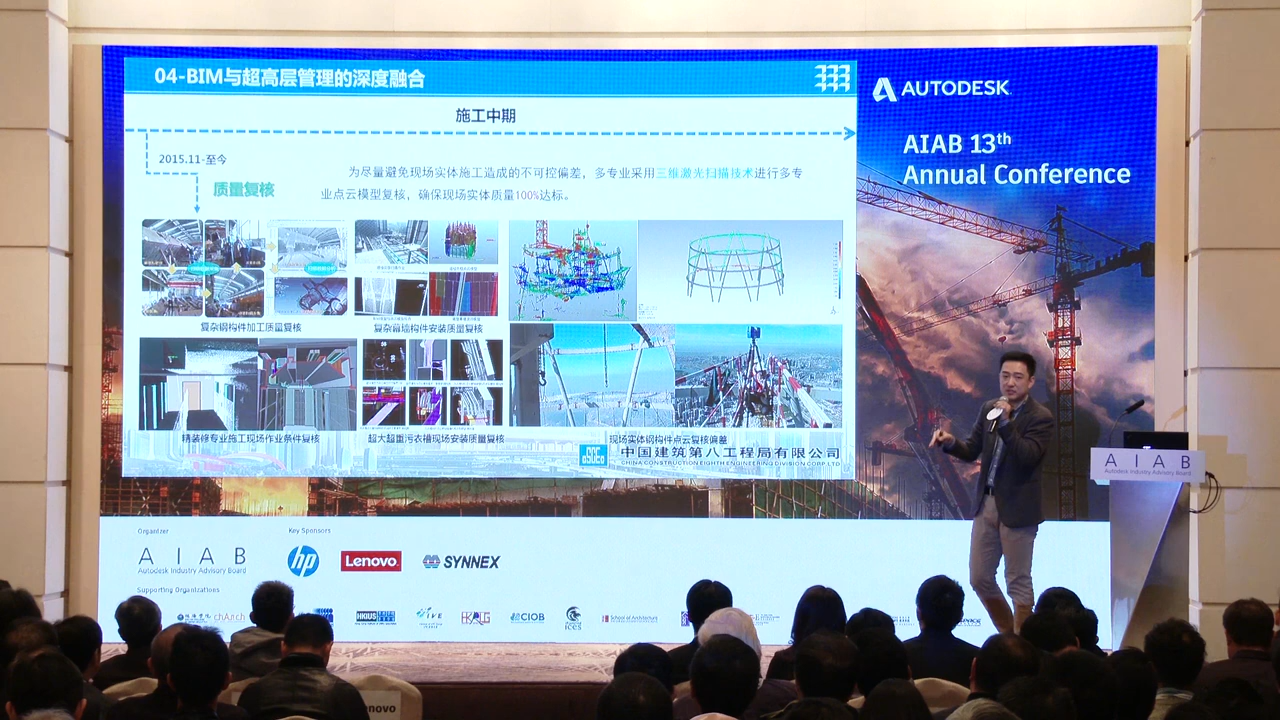 04-BIM与超高层管理的深度融合
施工中期
2015.11-至今
质量复核
为尽量避免现场实体施工造成的不可控偏差，多专业采用三维激光扫描技术进行多专
业点云模型复核，确保现场实体质量100%达标。
复杂钢构件加工质量复核
复杂幕墙构件安装质量复核
精装修专业施工现场作业条件复核
超大超重污衣槽现场安装质量复核
现场实体钢构件点云复核偏差
中国建筑第八工程局有限公司
CHINA CONSTRUCTION EIGHTH ENGINEERING DIVISION CORP. LTD
AUTODESK
AIAB 13th
Annual Conference
AIAB
Autodesk Industry Advisory Board
Organizer
Key Sponsors
AIAB
Autodesk Industry Advisory Board
hp
Lenovo
SYNNEX
Supporting Organizations
chArch
HKIUS
IVE
CIOB
ICES
School of Architecture
enovo